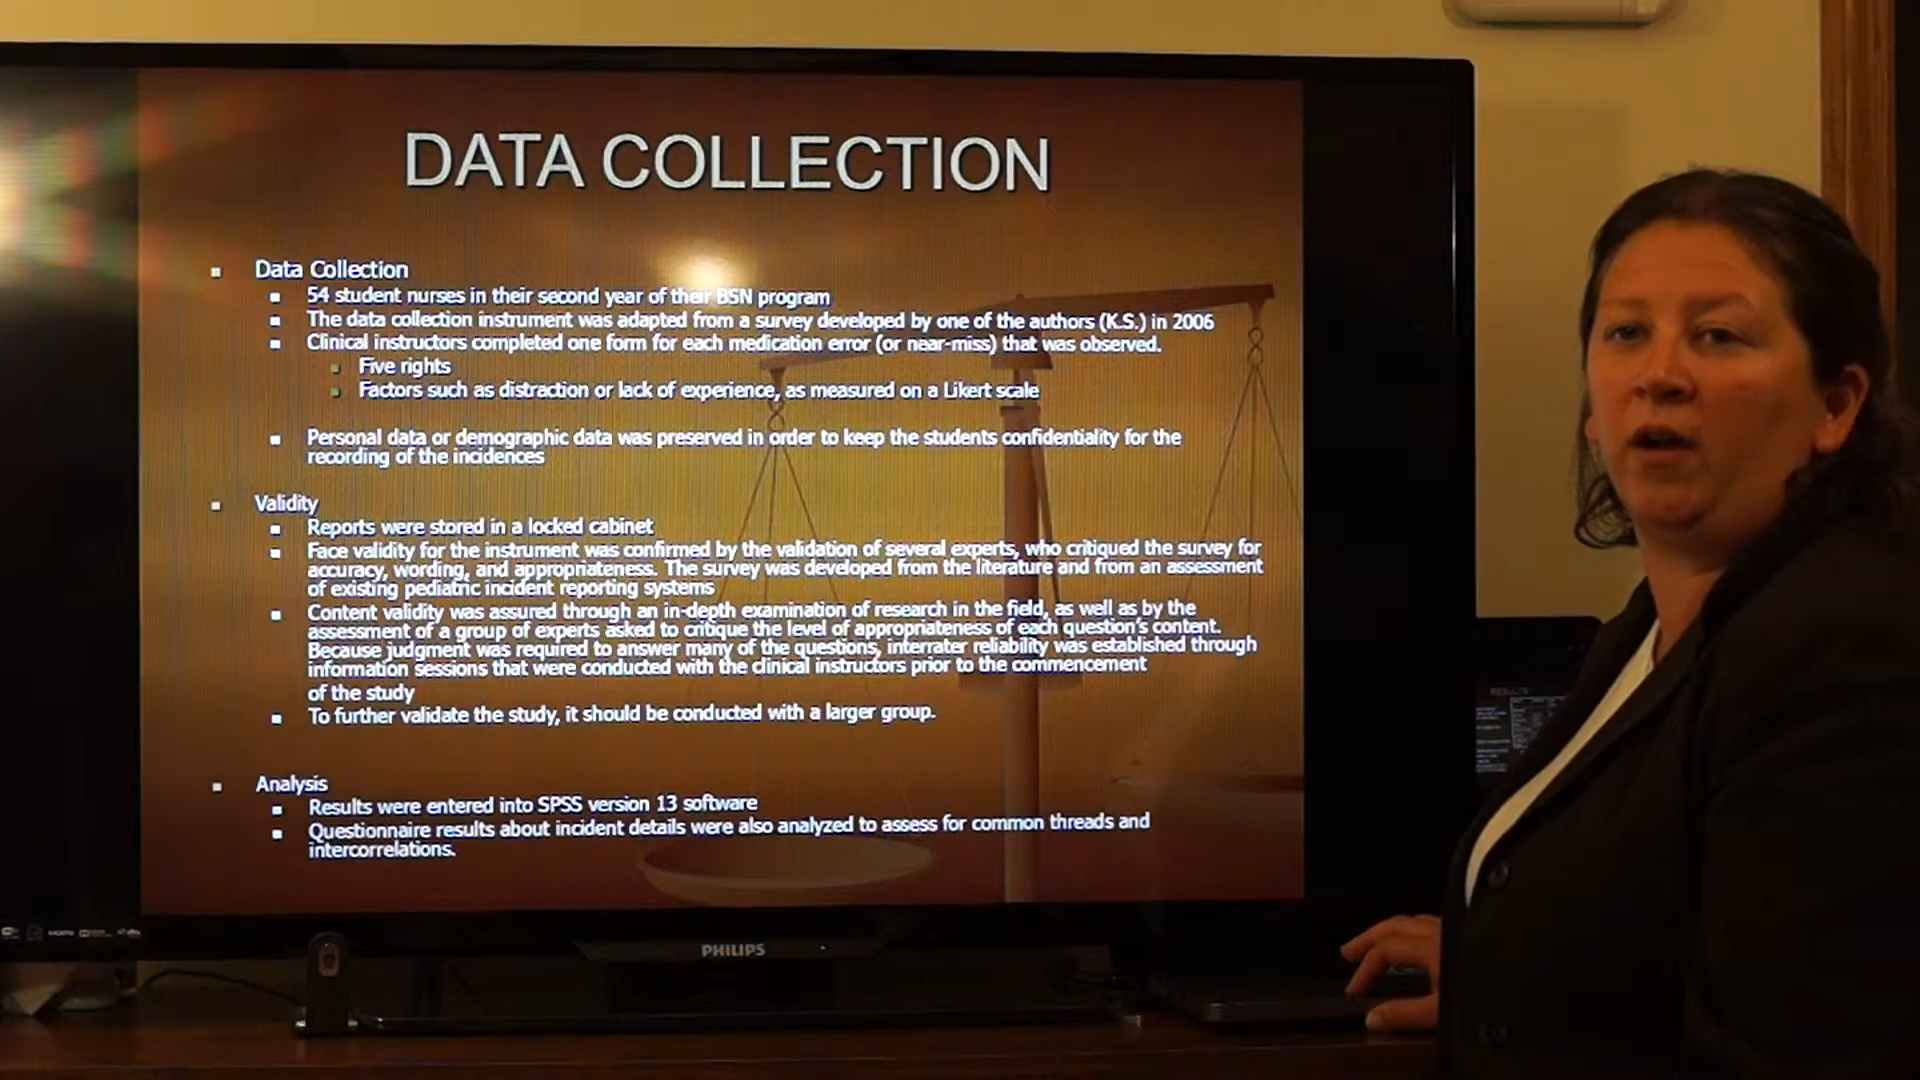 DATA COLLECTION
Data Collection
54 student nurses in their second year of their BSN program
The data collection instrument was adapted from a survey developed by one of the authors (K.S.) in 2006
Clinical instructors completed one form for each medication error (or near-miss) that was observed.
Five rights
Factors such as distraction or lack of experience, as measured on a Likert scale
Personal data or demographic data was preserved in order to keep the students confidentiality for the
recording of the incidences
Validity
Reports were stored in a locked cabinet
Face validity for the instrument was confirmed by the validation of several experts, who critiqued the survey for
accuracy, wording, and appropriateness. The survey was developed from the literature and from an assessment
of existing pediatric incident reporting systems
Content validity was assured through an in-depth examination of research in the field, as well as by the
assessment of a group of experts asked to critique the level of appropriateness of each question's content.
Because judgment was required to answer many of the questions, interrater reliability was established through
information sessions that were conducted with the clinical instructors prior to the commencement
of the study
To further validate the study, it should be conducted with a larger group.
Analysis
Results were entered into SPSS version 13 software
Questionnaire results about incident details were also analyzed to assess for common threads and
intercorrelations.
PHILIPS
RESULTS